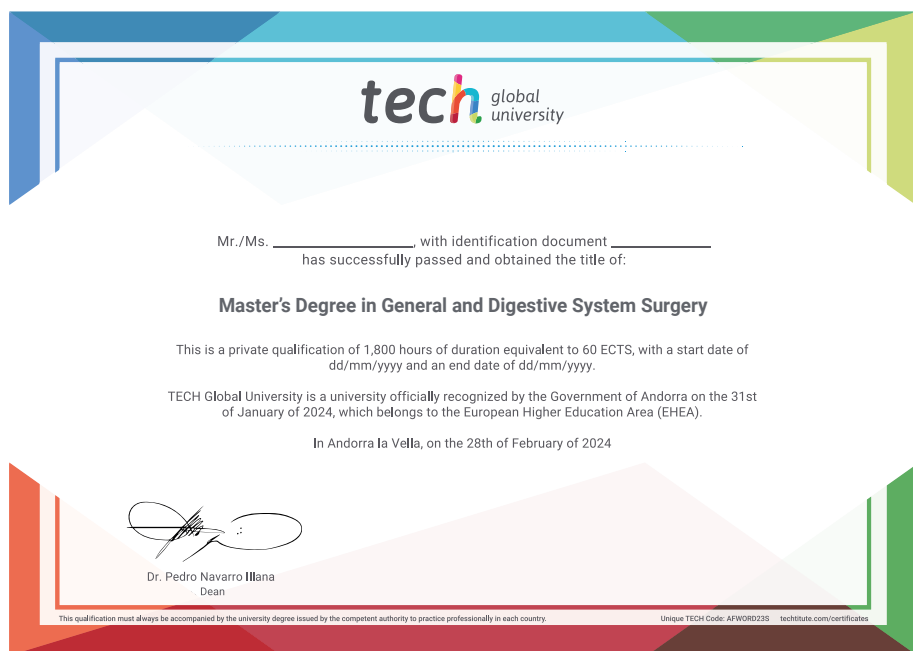 tech global
university
Mr./Ms. ____________________, with identification document ______________
has successfully passed and obtained the title of:
Master's Degree in General and Digestive System Surgery
This is a private qualification of 1,800 hours of duration equivalent to 60 ECTS, with a start date of
dd/mm/yyyy and an end date of dd/mm/yyyy.
TECH Global University is a university officially recognized by the Government of Andorra on the 31st
of January of 2024, which belongs to the European Higher Education Area (EHEA).
In Andorra la Vella, on the 28th of February of 2024
Dr. Pedro Navarro Illana
Dean
This qualification must always be accompanied by the university degree issued by the competent authority to practice professionally in each country.
Unique TECH Code: AFWORD23S techtitute.com/certificates